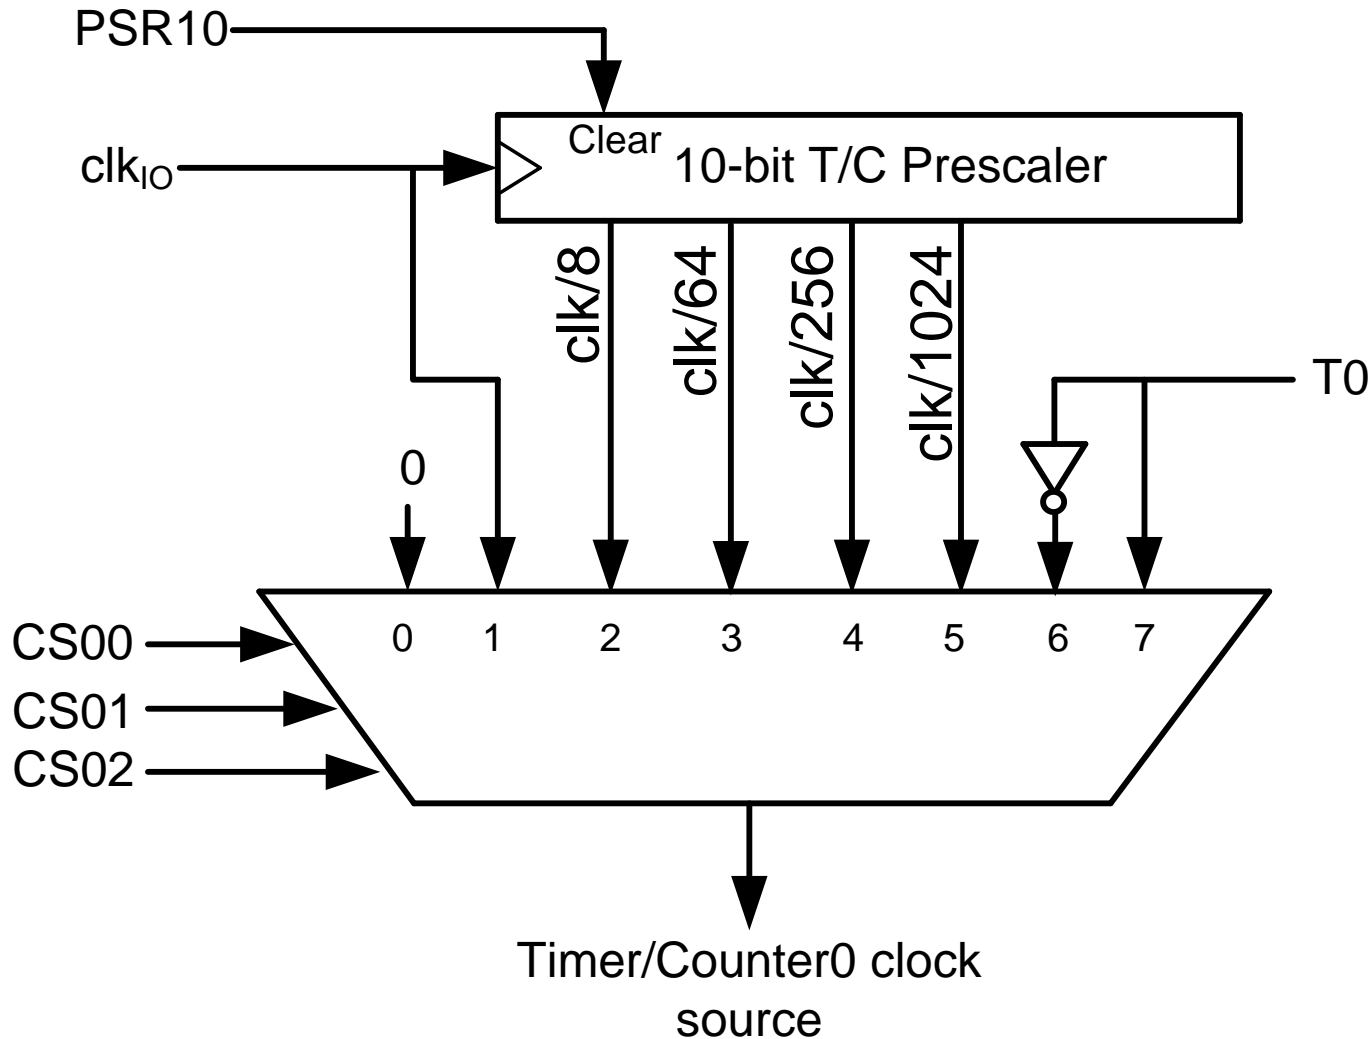 PSR10
clkIO
Clear
10-bit T/C Prescaler
clk/8
clk/64
clk/256
clk/1024
T0
0
0 1 2 3 4 5 6 7
CS00
CS01
CS02
Timer/Counter0 clock
source